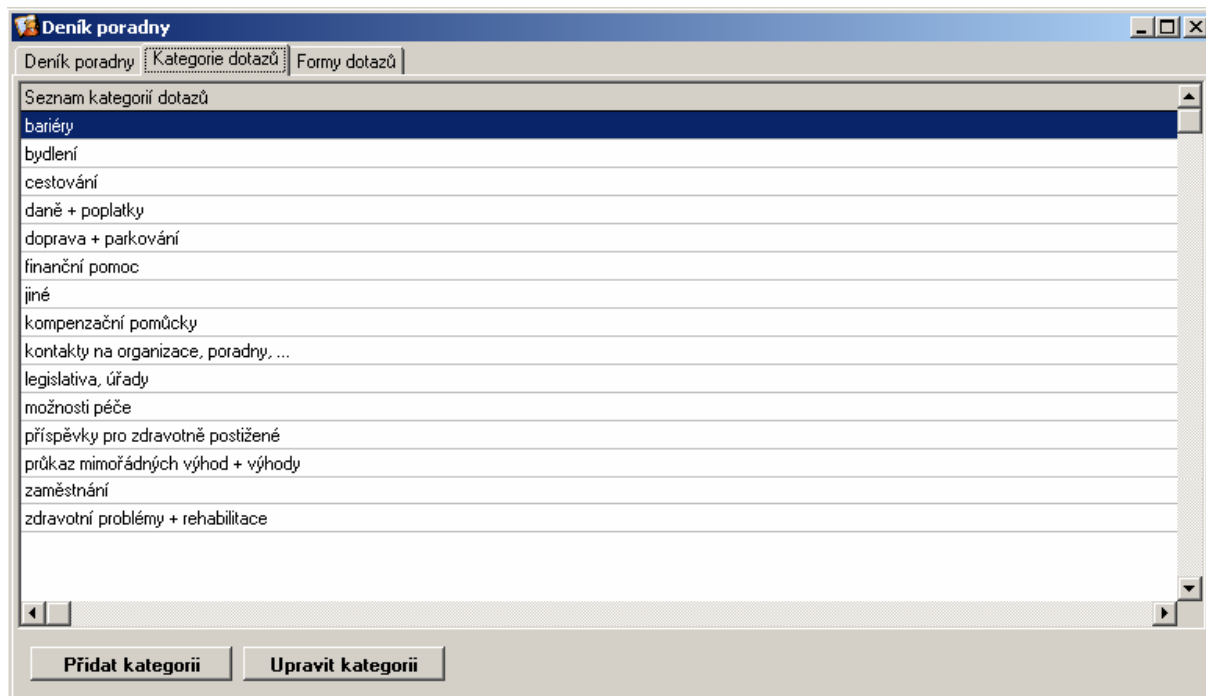 Deník poradny
Deník poradny Kategorie dotazů Formy dotazů
Seznam kategorií dotazů
bariéry
bydlení
cestování
daně + poplatky
doprava + parkování
finanční pomoc
jiné
kompenzační pomůcky
kontakty na organizace, poradny, ...
legislativa, úřady
možnosti péče
příspěvky pro zdravotně postižené
průkaz mimořádných výhod + výhody
zaměstnání
zdravotní problémy + rehabilitace
Přidat kategorii Upravit kategorii